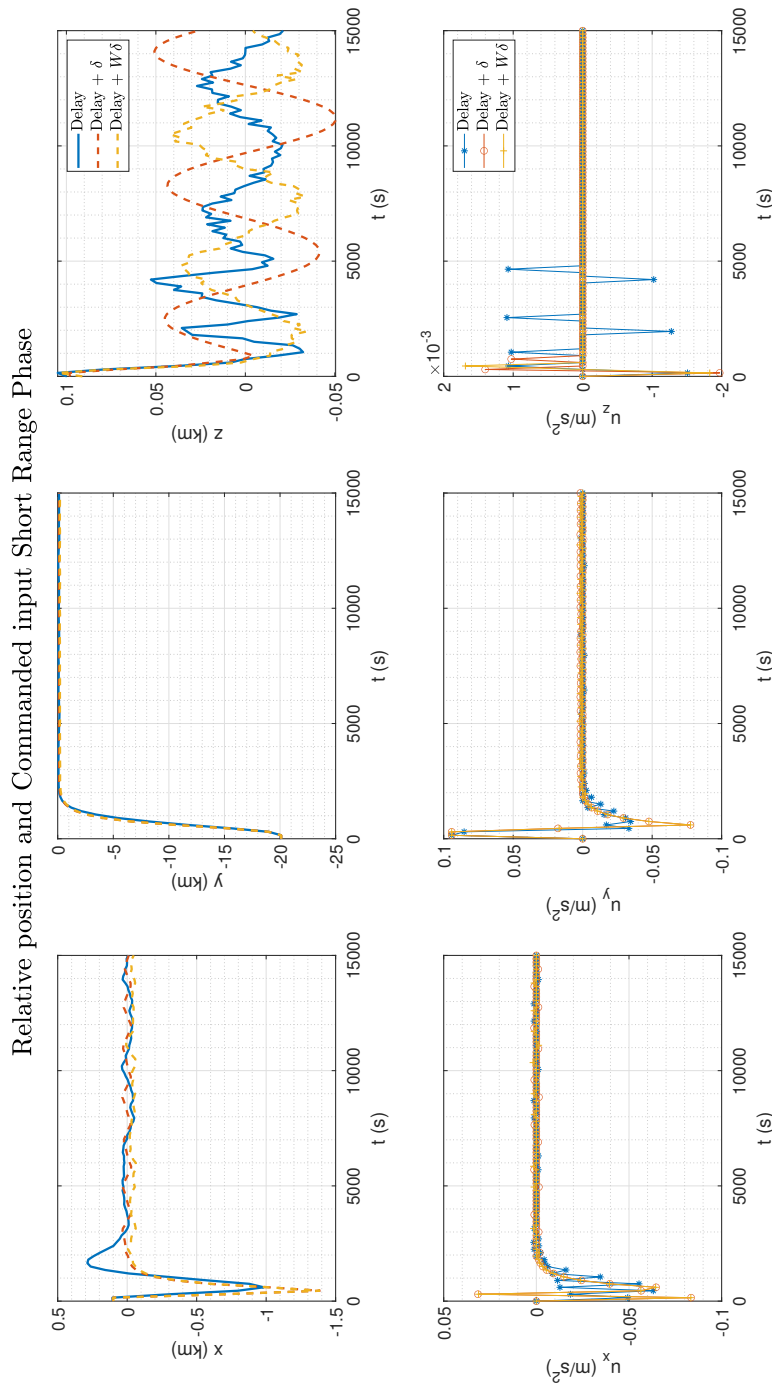 Relative position and Commanded input Short Range Phase
0.5
0
-0.5
-1
-1.5
x (km)
0 5000 10000 15000
t (s)
0
-5
-10
-15
-20
-25
y (km)
0 5000 10000 15000
t (s)
0.1
0.05
0
-0.05
z (km)
0 5000 10000 15000
t (s)
Delay
Delay + δ
Delay + Wδ
0.05
0
-0.05
-0.1
u_x (m/s²)
0 5000 10000 15000
t (s)
0.1
0.05
0
-0.05
-0.1
u_y (m/s²)
0 5000 10000 15000
t (s)
×10⁻³
2
1
0
-1
-2
u_z (m/s²)
0 5000 10000 15000
t (s)
Delay
Delay + δ
Delay + Wδ